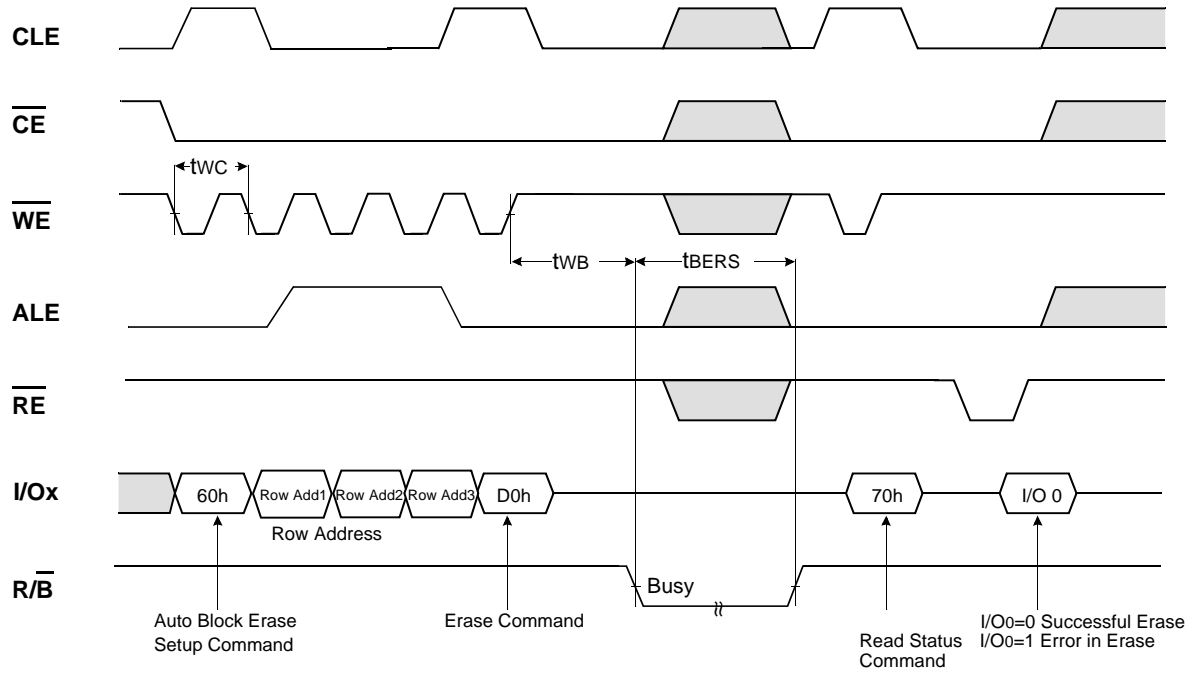 CLE
CE
tWC
WE
tWB
tBERS
ALE
RE
I/Ox
60h
Row Add1
Row Add2
Row Add3
D0h
70h
I/O 0
Row Address
R/B
Busy
Auto Block Erase
Setup Command
Erase Command
Read Status
Command
I/O0=0 Successful Erase
I/O0=1 Error in Erase